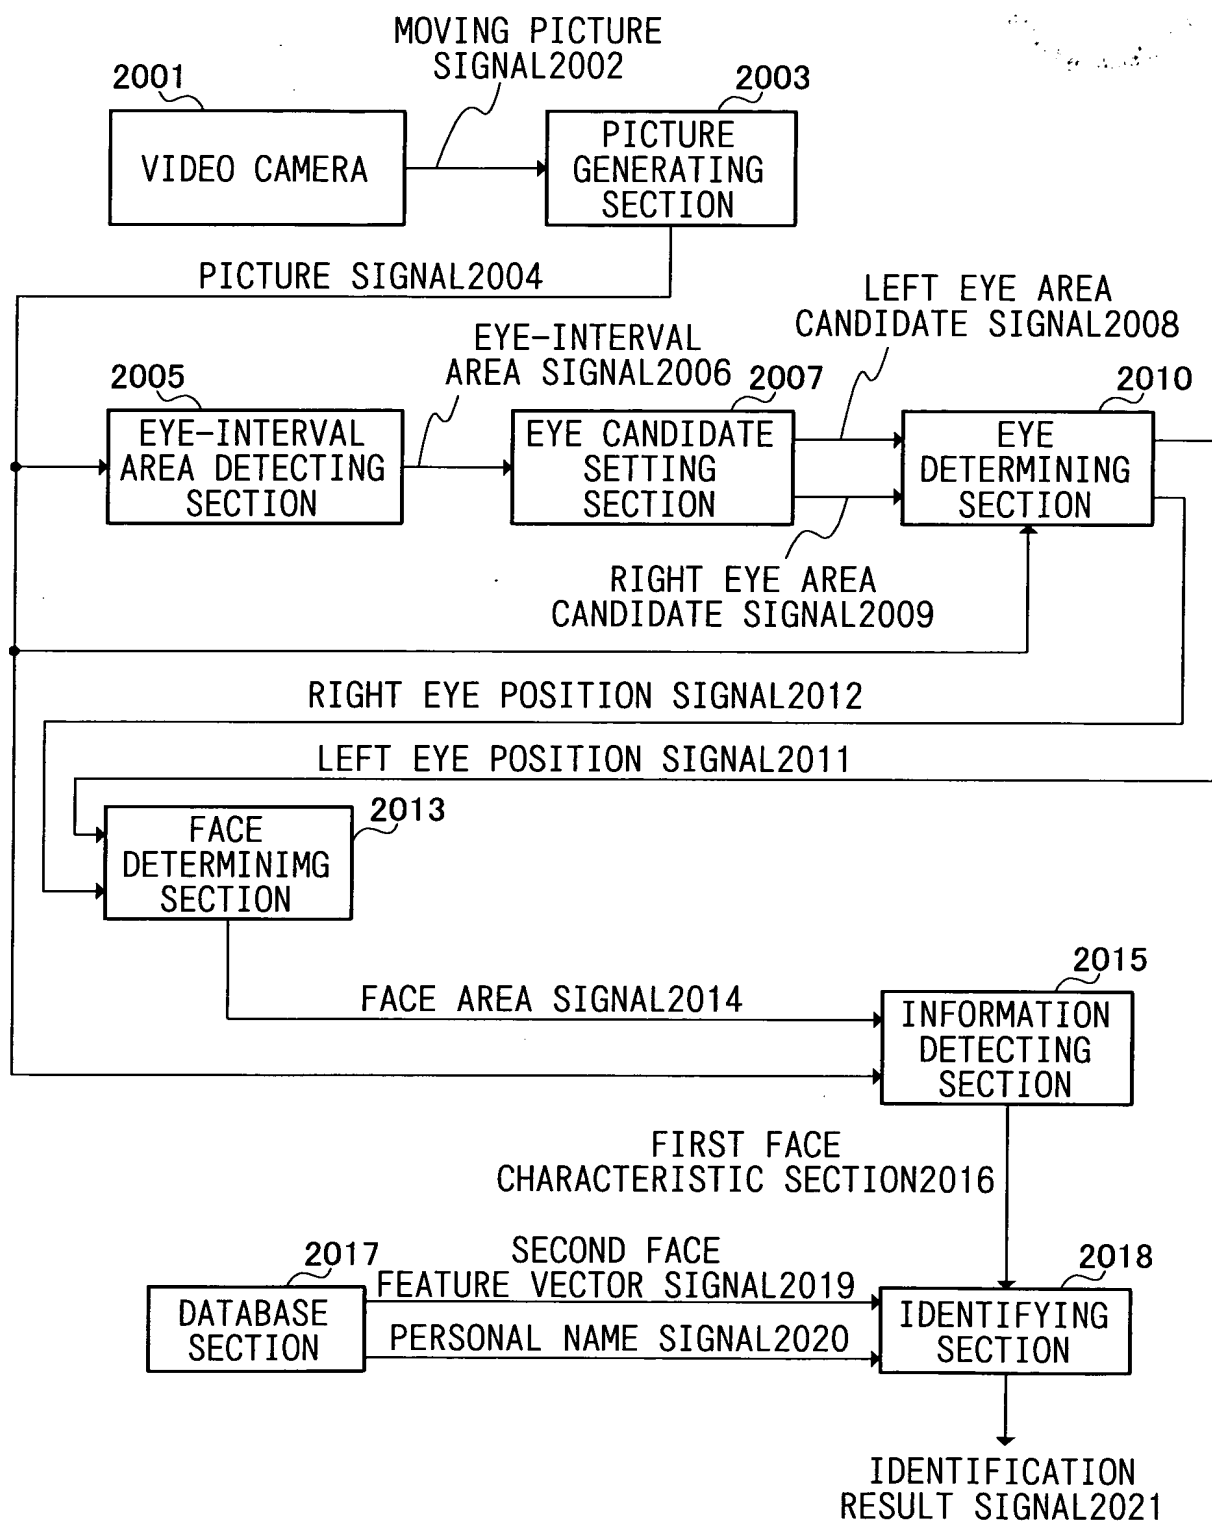 MOVING PICTURE
SIGNAL2002
2001
2003
VIDEO CAMERA
PICTURE
GENERATING
SECTION
PICTURE SIGNAL2004
LEFT EYE AREA
CANDIDATE SIGNAL2008
EYE-INTERVAL
AREA SIGNAL2006
2005
2007
2010
EYE-INTERVAL
AREA DETECTING
SECTION
EYE CANDIDATE
SETTING
SECTION
EYE
DETERMINING
SECTION
RIGHT EYE AREA
CANDIDATE SIGNAL2009
RIGHT EYE POSITION SIGNAL2012
LEFT EYE POSITION SIGNAL2011
2013
FACE
DETERMINIMG
SECTION
2015
FACE AREA SIGNAL2014
INFORMATION
DETECTING
SECTION
FIRST FACE
CHARACTERISTIC SECTION2016
2017
SECOND FACE
FEATURE VECTOR SIGNAL2019
2018
DATABASE
SECTION
PERSONAL NAME SIGNAL2020
IDENTIFYING
SECTION
IDENTIFICATION
RESULT SIGNAL2021